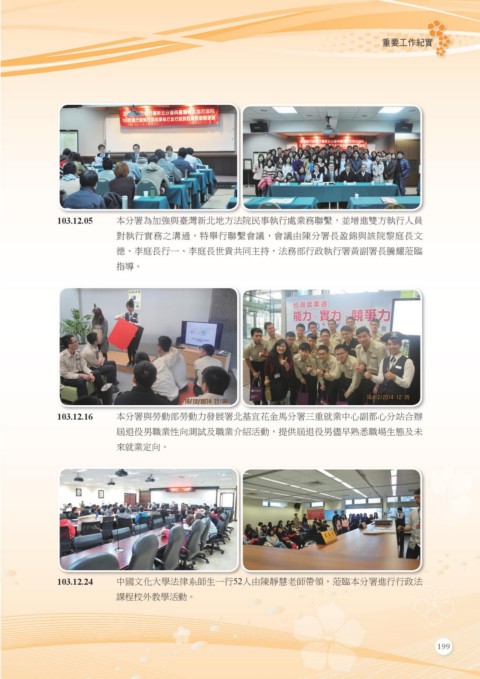 重要工作紀實
103.12.05 本分署為加強與臺灣新北地方法院民事執行處業務聯繫，並增進雙方執行人員
對執行實務之溝通，特舉行聯繫會議，會議由陳分署長盈錦與該院黎庭長文
德、李庭長行一、李庭長世貴共同主持，法務部行政執行署黃副署長騰耀蒞臨
指導。
能力 實力 競爭力
103.12.16 本分署與勞動部勞動力發展署北基宜花金馬分署三重就業中心副都心分站合辦
屆退役男職業性向測試及職業介紹活動，提供屆退役男儘早熟悉職場生態及未
來就業定向。
103.12.24 中國文化大學法律系師生一行52人由陳靜慧老師帶領，蒞臨本分署進行行政法
課程校外教學活動。
199